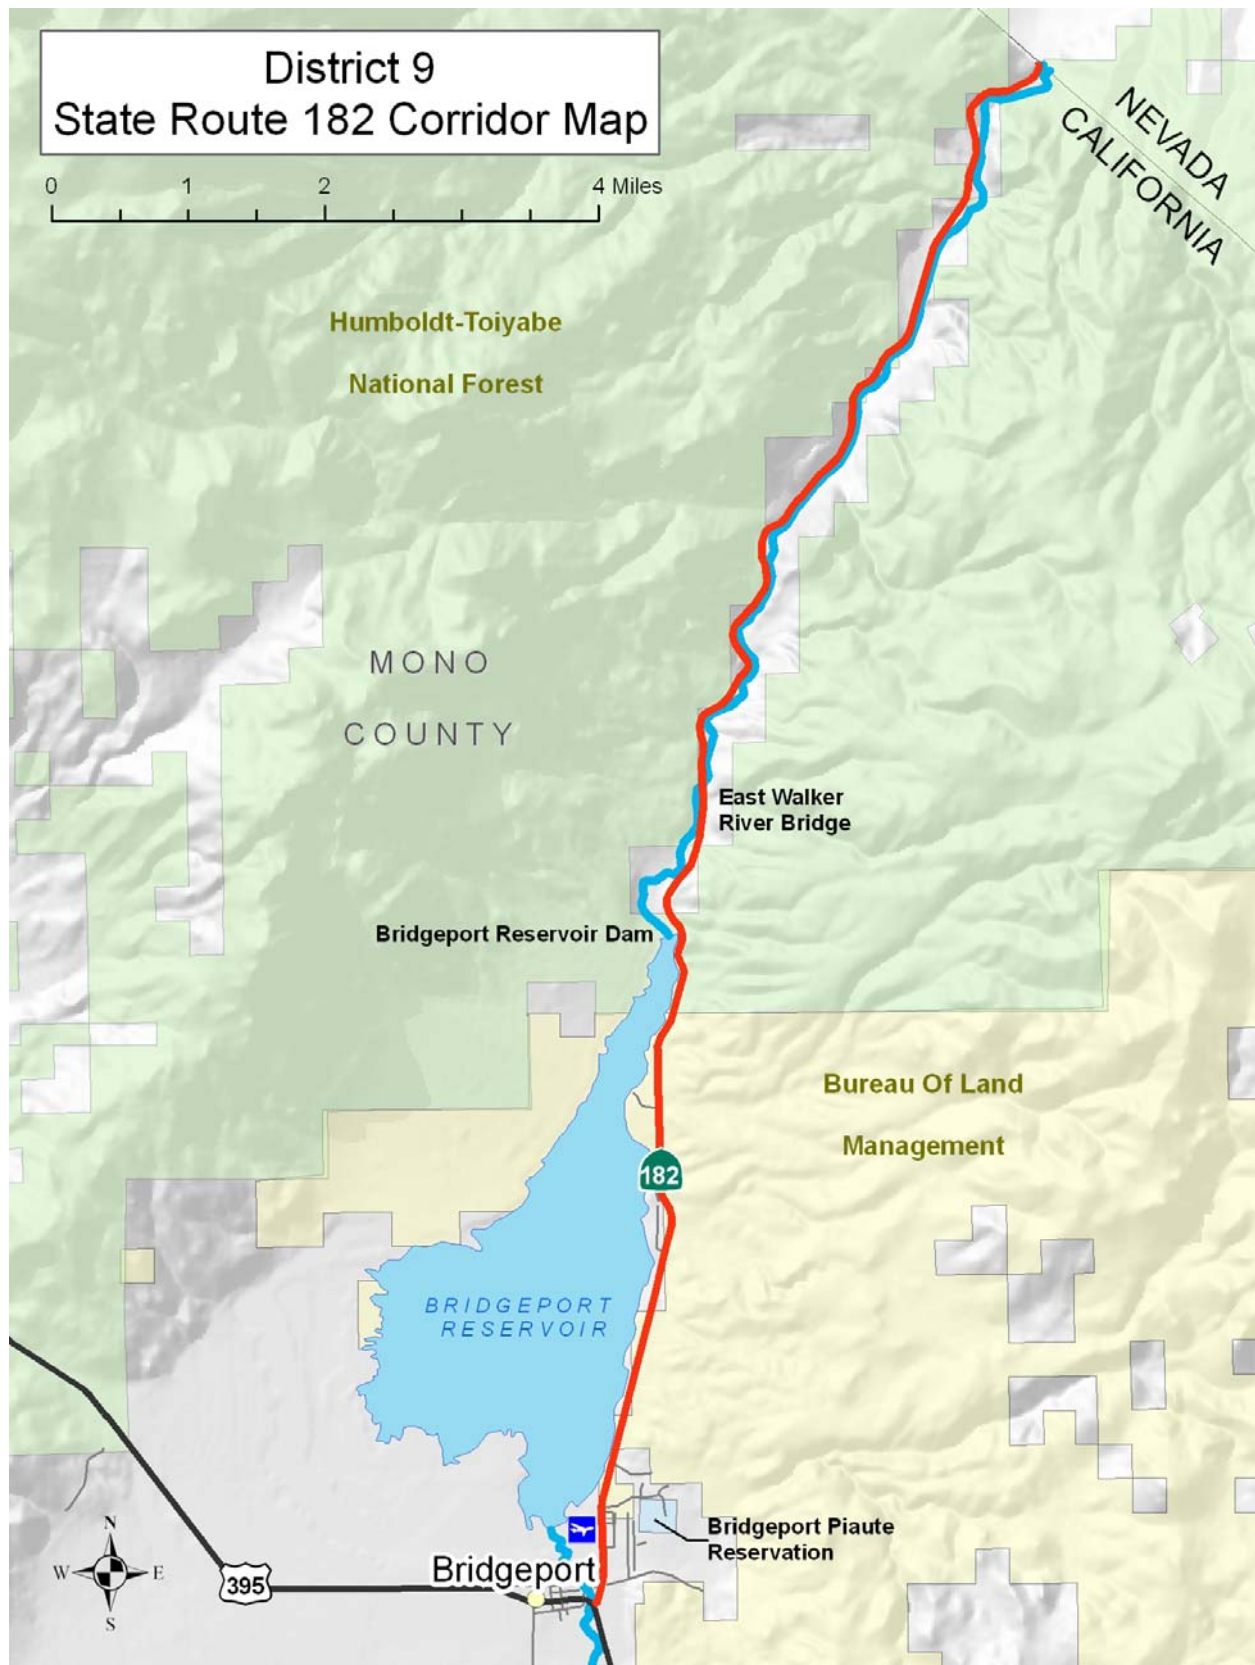 District 9
State Route 182 Corridor Map
0 1 2 4 Miles
NEVADA
CALIFORNIA
Humboldt-Toiyabe
National Forest
MONO
COUNTY
East Walker
River Bridge
Bridgeport Reservoir Dam
Bureau Of Land
Management
182
BRIDGEPORT
RESERVOIR
Bridgeport Piaute
Reservation
N
W E
S
395
Bridgeport